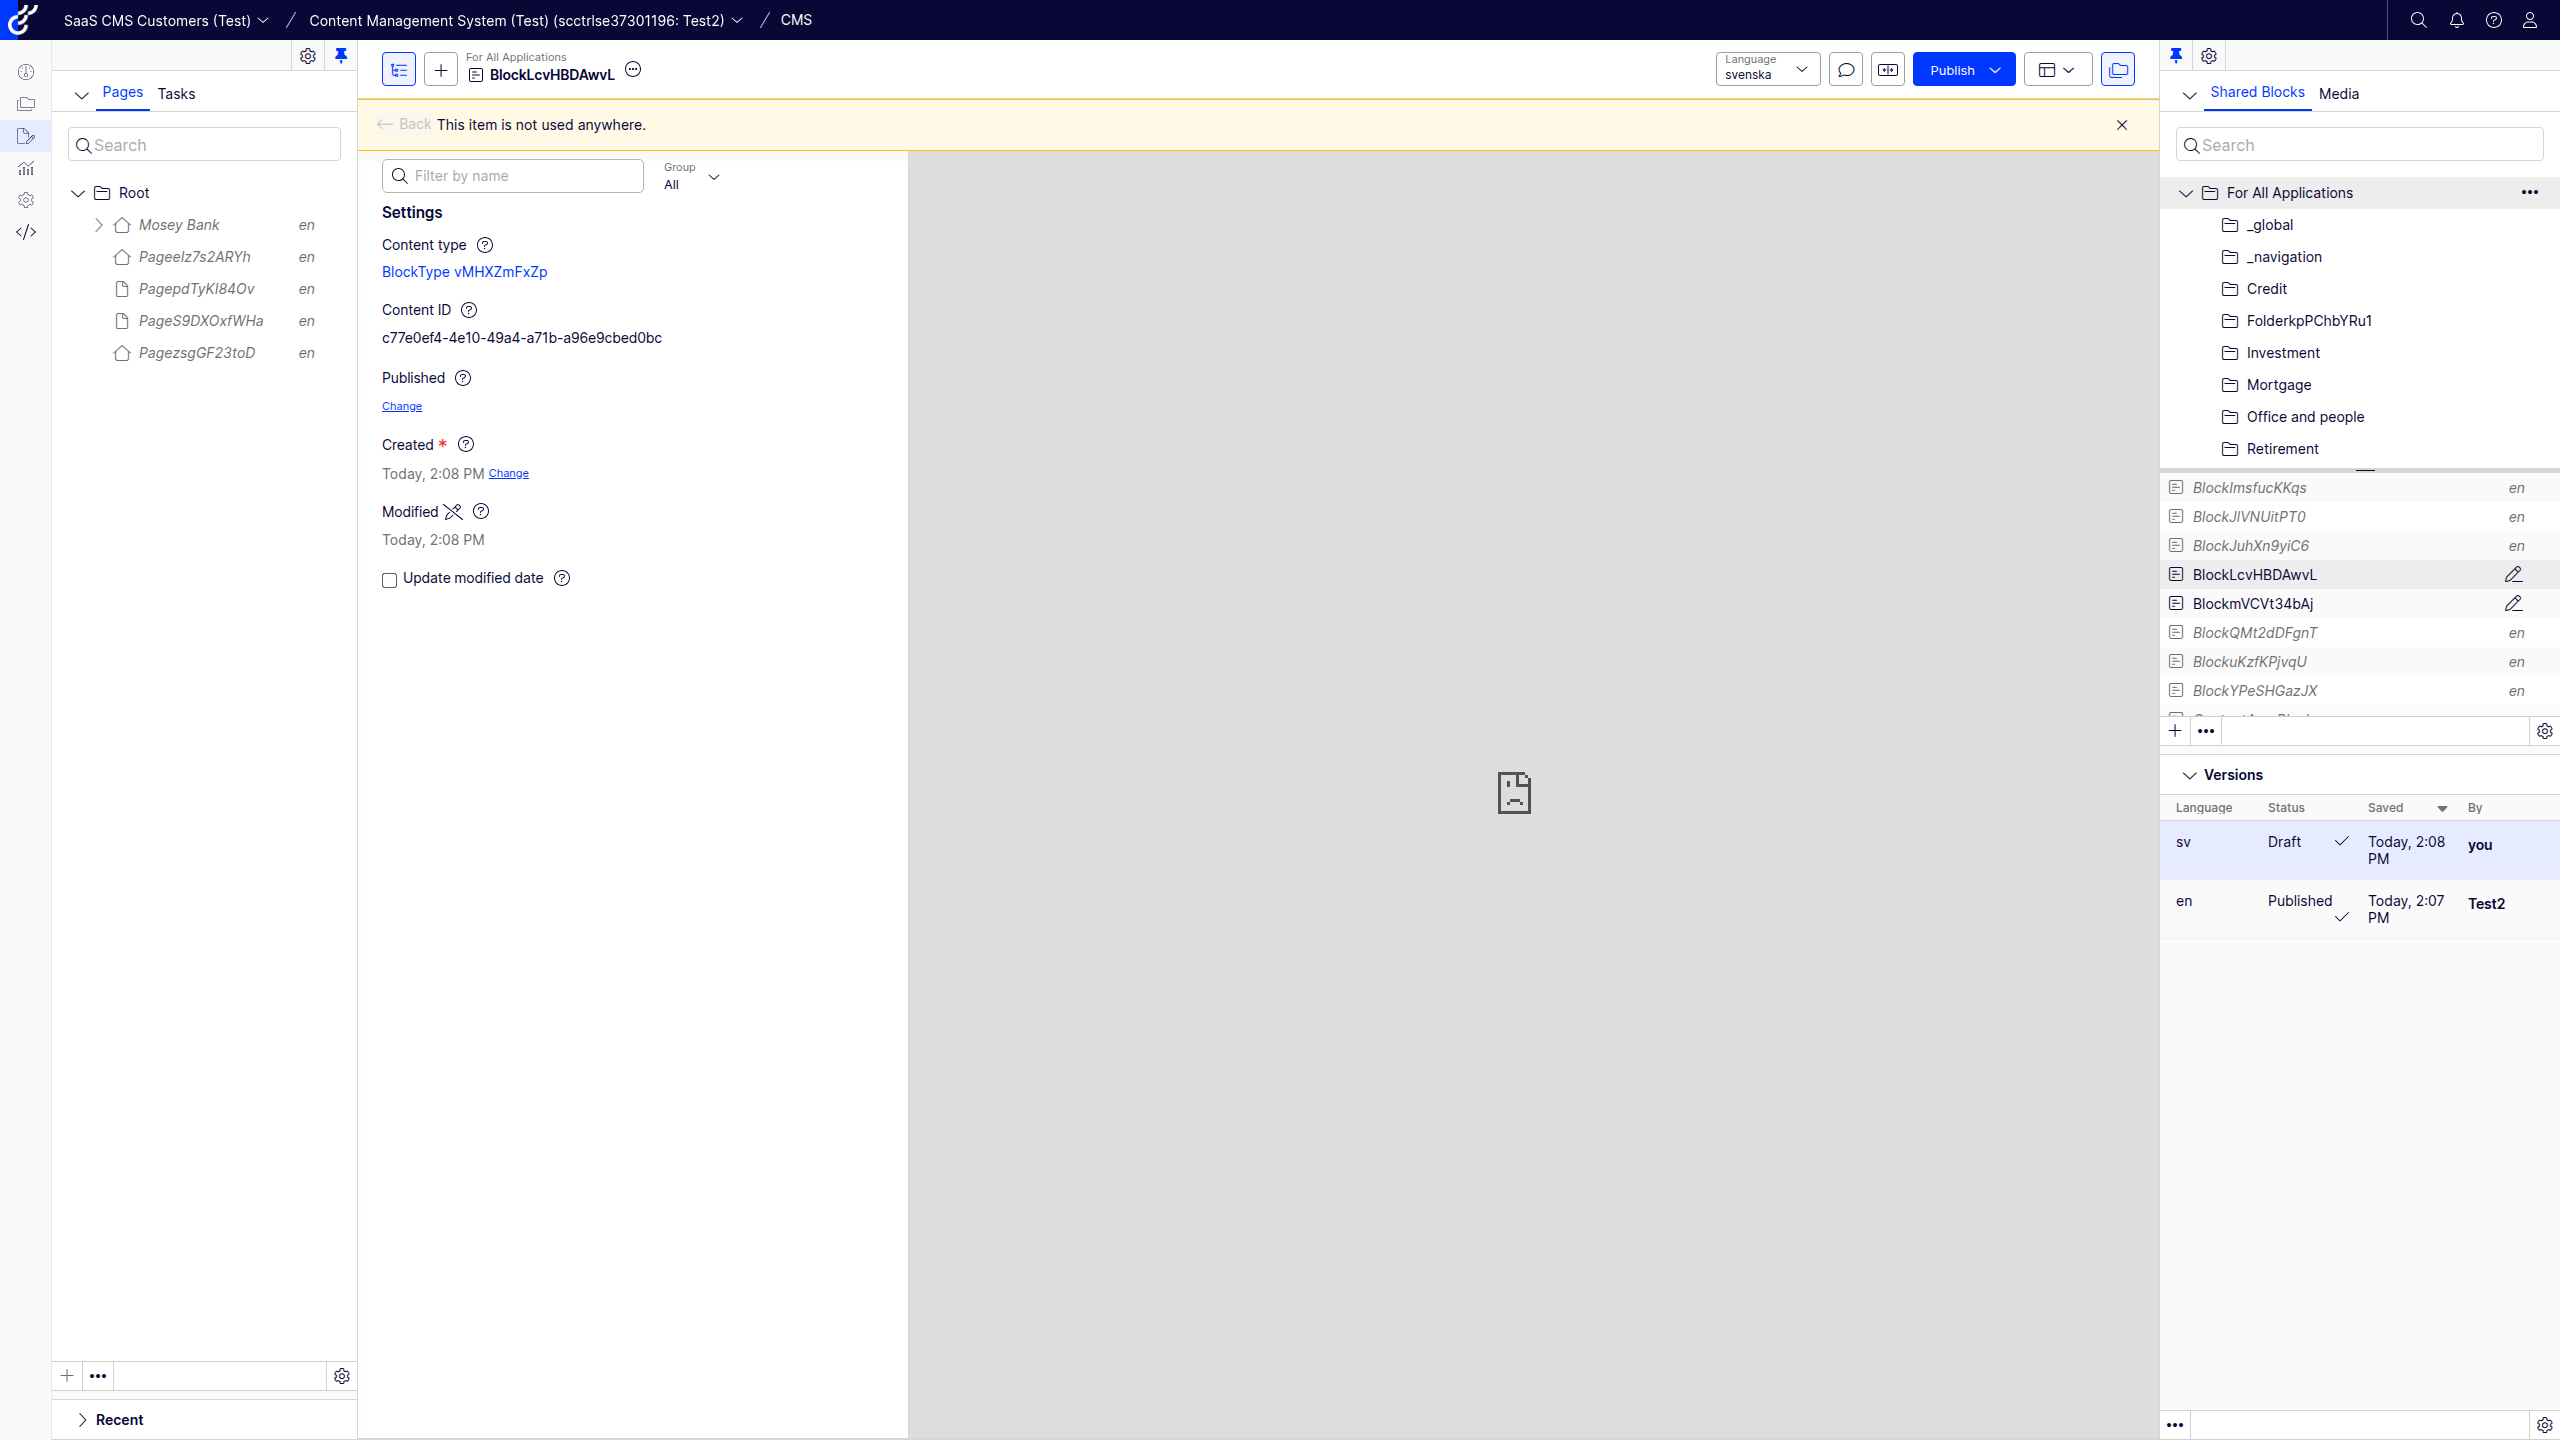 SaaS CMS Customers (Test)
Content Management System (Test) (scctrlse37301196: Test2)
CMS
Pages
Tasks
Search
Root
Mosey Bank en
PageeIz7s2ARYh en
PagepdTyKI84Ov en
PageS9DXOxfWHa en
PagezsgGF23toD en
Recent
For All Applications
BlockLcvHBDAwvL
Language
svenska
Publish
Back
This item is not used anywhere.
Filter by name
Group
All
Settings
Content type
BlockType vMHXZmFxZp
Content ID
c77e0ef4-4e10-49a4-a71b-a96e9cbed0bc
Published
Change
Created *
Today, 2:08 PM Change
Modified
Today, 2:08 PM
Update modified date
Shared Blocks
Media
Search
For All Applications
_global
_navigation
Credit
FolderkpPChbYRu1
Investment
Mortgage
Office and people
Retirement
BlockImsfucKKqs en
BlockJlVNUitPT0 en
BlockJuhXn9yiC6 en
BlockLcvHBDAwvL
BlockmVCVt34bAj
BlockQMt2dDFgnT en
BlockuKzfKPjvqU en
BlockYPeSHGazJX en
Versions
Language Status Saved By
sv Draft Today, 2:08 PM you
en Published Today, 2:07 PM Test2